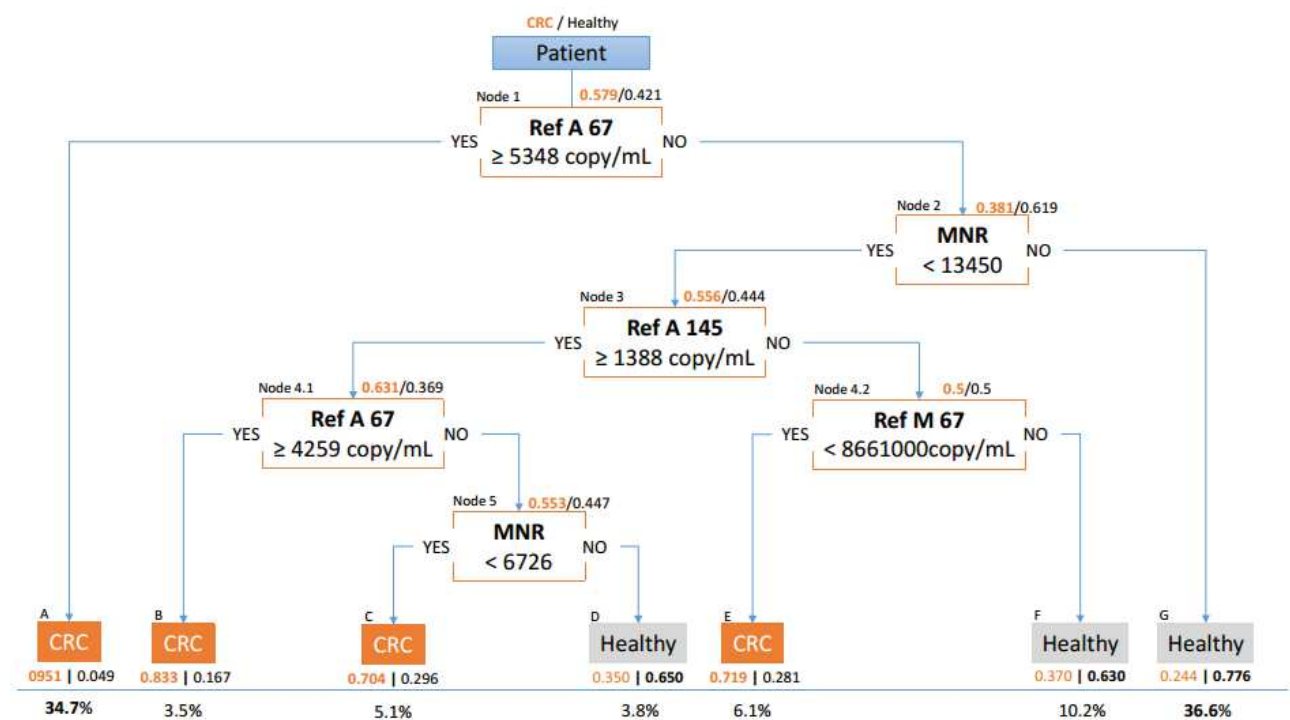 CRC / Healthy
Patient
Node 1
0.579/0.421
Ref A 67
≥ 5348 copy/mL
YES
NO
Node 2
0.381/0.619
MNR
< 13450
YES
NO
Node 3
0.556/0.444
Ref A 145
≥ 1388 copy/mL
YES
NO
Node 4.1
0.631/0.369
Ref A 67
≥ 4259 copy/mL
YES
NO
Node 4.2
0.5/0.5
Ref M 67
< 8661000copy/mL
YES
NO
Node 5
0.553/0.447
MNR
< 6726
YES
NO
A
CRC
0951 | 0.049
34.7%
B
CRC
0.833 | 0.167
3.5%
C
CRC
0.704 | 0.296
5.1%
D
Healthy
0.350 | 0.650
3.8%
E
CRC
0.719 | 0.281
6.1%
F
Healthy
0.370 | 0.630
10.2%
G
Healthy
0.244 | 0.776
36.6%